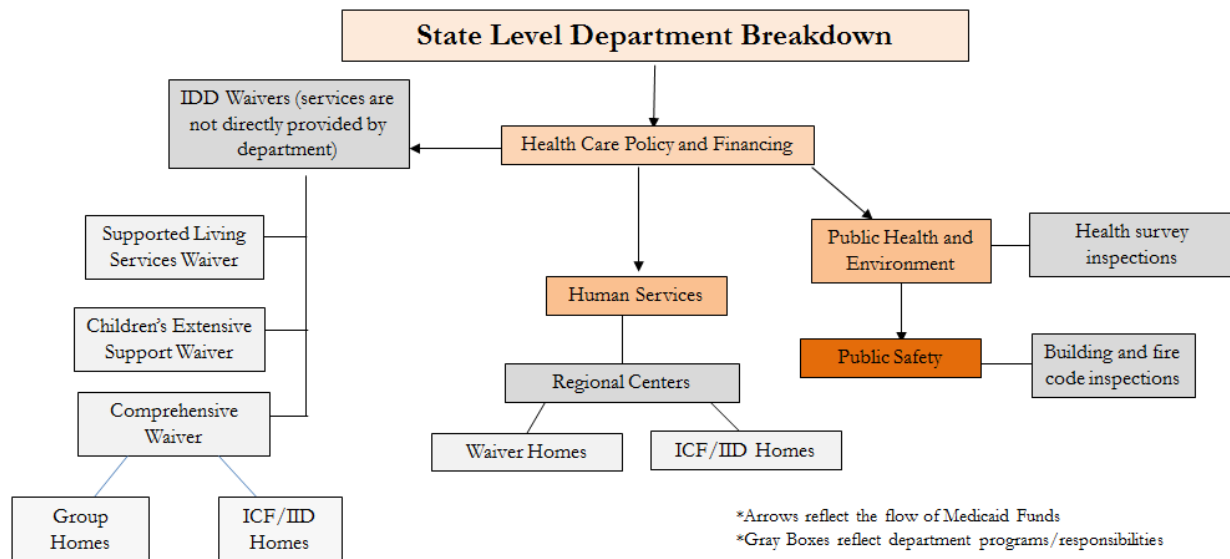 State Level Department Breakdown
IDD Waivers (services are
not directly provided by
department)
Health Care Policy and Financing
Supported Living
Services Waiver
Public Health and
Environment
Health survey
inspections
Human Services
Children's Extensive
Support Waiver
Public Safety
Building and fire
code inspections
Regional Centers
Comprehensive
Waiver
Waiver Homes
ICF/IID Homes
Group
Homes
ICF/IID
Homes
*Arrows reflect the flow of Medicaid Funds
*Gray Boxes reflect department programs/responsibilities